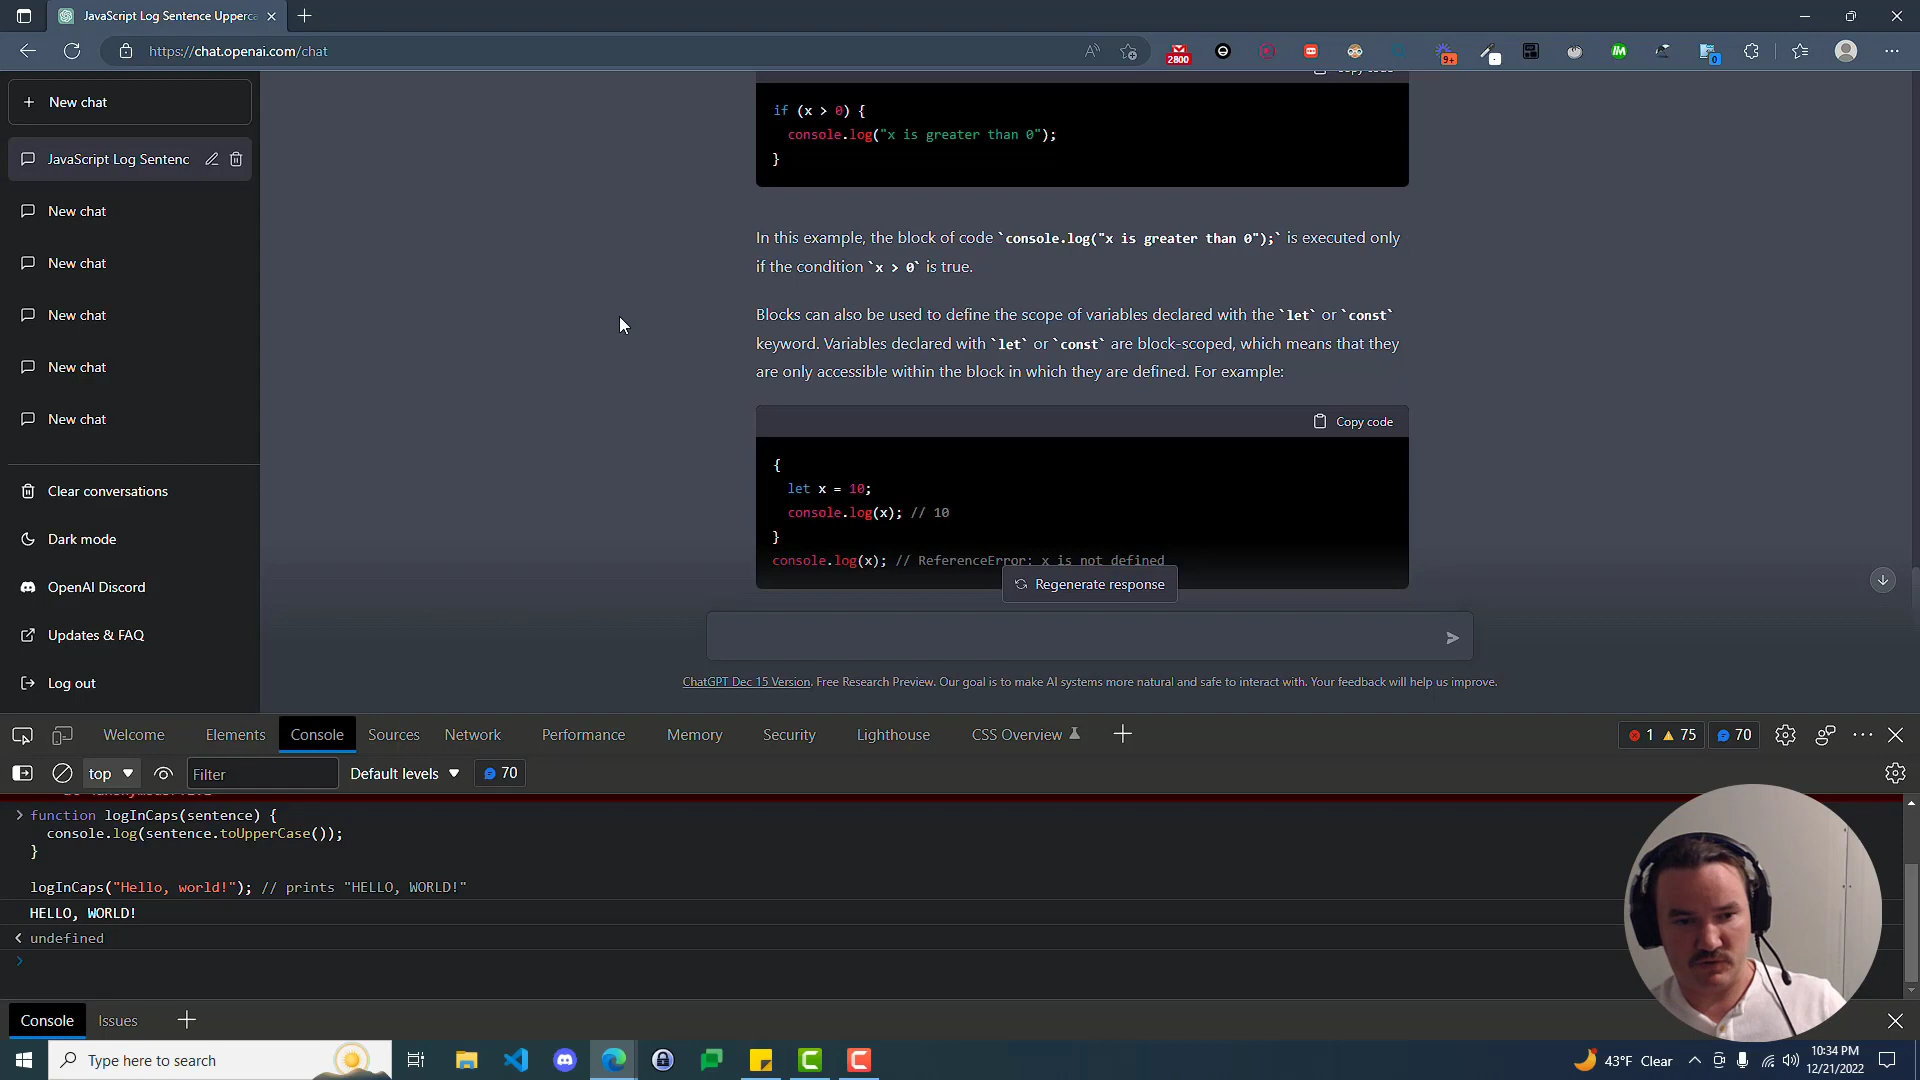 JavaScript Log Sentence Upperca
https://chat.openai.com/chat
2800
9+
0
New chat
JavaScript Log Sentenc
New chat
New chat
New chat
New chat
New chat
Clear conversations
Dark mode
OpenAI Discord
Updates & FAQ
Log out
if (x > 0) {
console.log("x is greater than 0");
}
In this example, the block of code `console.log("x is greater than 0");` is executed only
if the condition `x > 0` is true.
Blocks can also be used to define the scope of variables declared with the `let` or `const`
keyword. Variables declared with `let` or `const` are block-scoped, which means that they
are only accessible within the block in which they are defined. For example:
Copy code
{
let x = 10;
console.log(x); // 10
}
console.log(x); // ReferenceError: x is not defined
Regenerate response
ChatGPT Dec 15 Version. Free Research Preview. Our goal is to make AI systems more natural and safe to interact with. Your feedback will help us improve.
Welcome Elements Console Sources Network Performance Memory Security Lighthouse CSS Overview 1 75 70
top Filter Default levels 70
function logInCaps(sentence) {
console.log(sentence.toUpperCase());
}
logInCaps("Hello, world!"); // prints "HELLO, WORLD!"
HELLO, WORLD!
undefined
Console Issues
Type here to search
43°F Clear
10:34 PM
12/21/2022